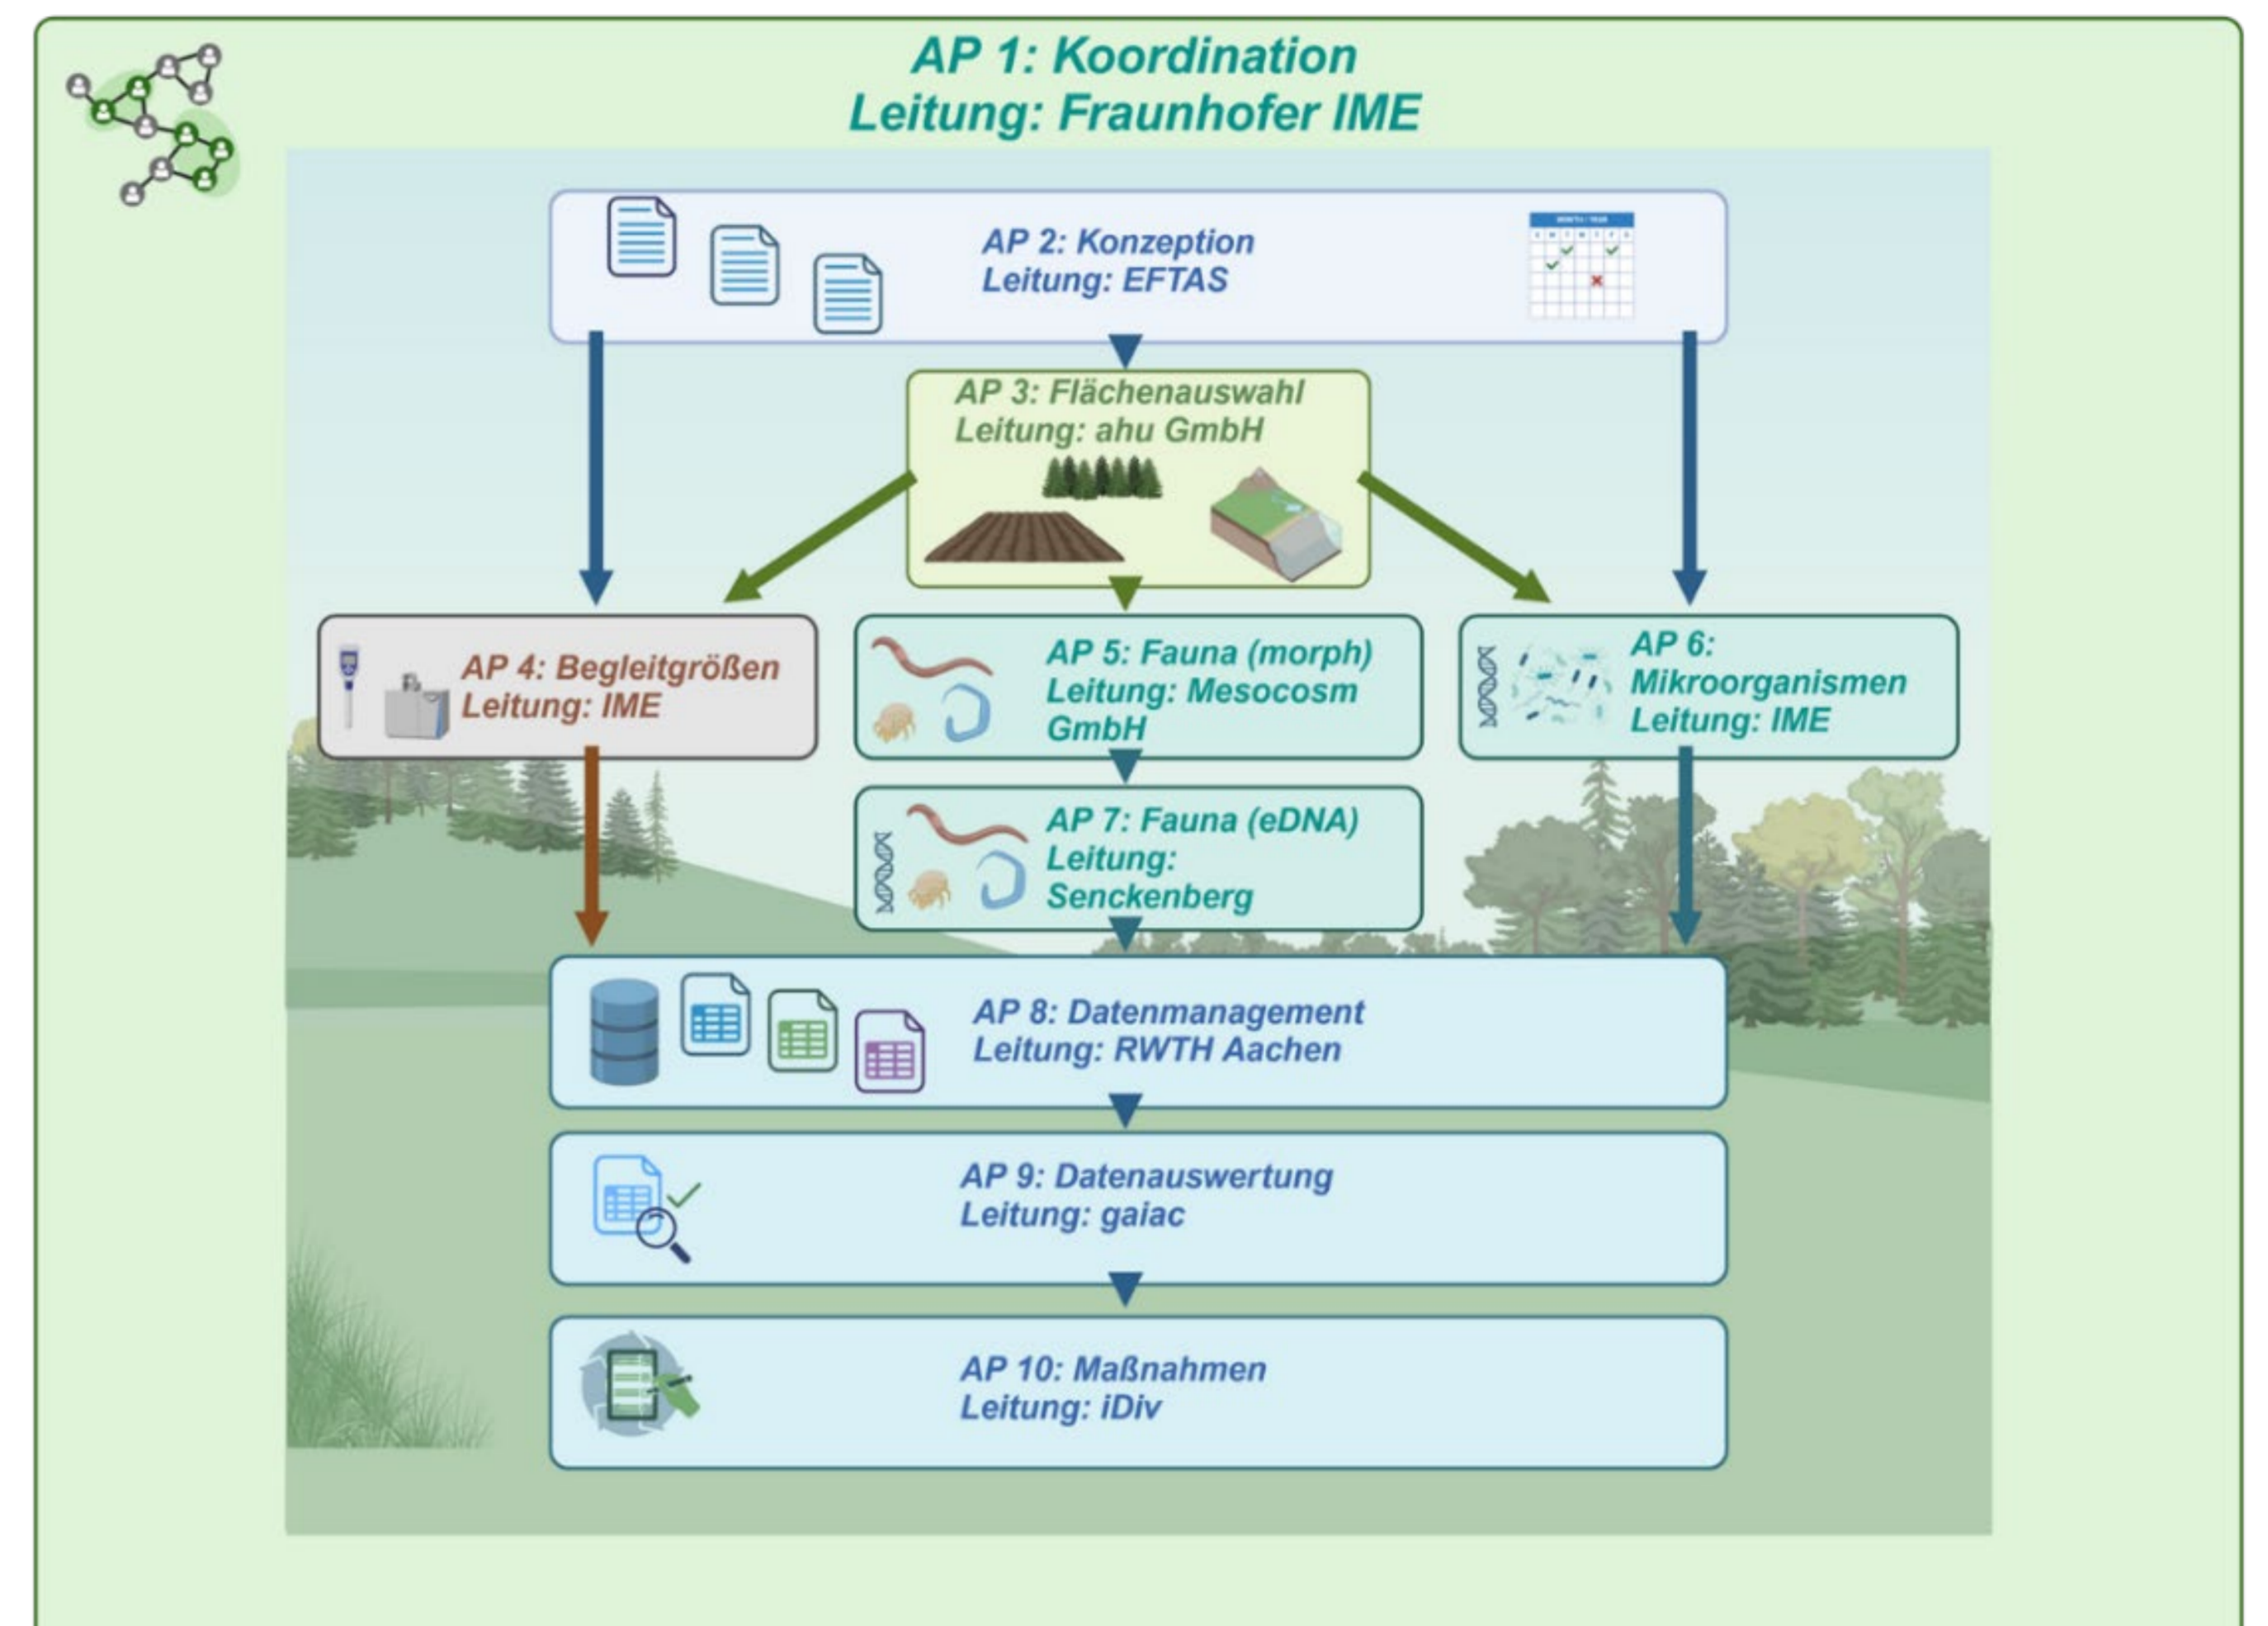 AP 1: Koordination
Leitung: Fraunhofer IME
AP 2: Konzeption
Leitung: EFTAS
MONTH / YEAR
S M T W T F S
AP 3: Flächenauswahl
Leitung: ahu GmbH
AP 4: Begleitgrößen
Leitung: IME
AP 5: Fauna (morph)
Leitung: Mesocosm
GmbH
AP 6:
Mikroorganismen
Leitung: IME
AP 7: Fauna (eDNA)
Leitung:
Senckenberg
AP 8: Datenmanagement
Leitung: RWTH Aachen
AP 9: Datenauswertung
Leitung: gaiac
AP 10: Maßnahmen
Leitung: iDiv